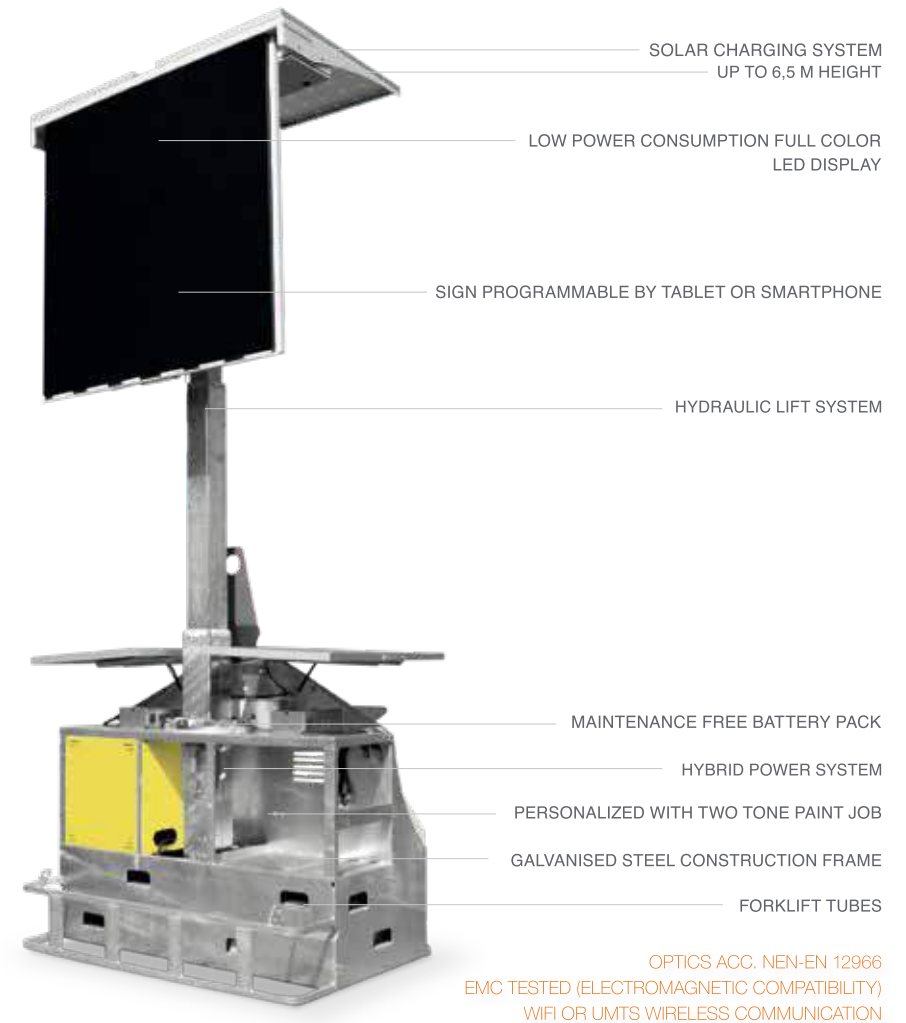 SOLAR CHARGING SYSTEM
UP TO 6,5 M HEIGHT
LOW POWER CONSUMPTION FULL COLOR
LED DISPLAY
SIGN PROGRAMMABLE BY TABLET OR SMARTPHONE
HYDRAULIC LIFT SYSTEM
MAINTENANCE FREE BATTERY PACK
HYBRID POWER SYSTEM
PERSONALIZED WITH TWO TONE PAINT JOB
GALVANISED STEEL CONSTRUCTION FRAME
FORKLIFT TUBES
OPTICS ACC. NEN-EN 12966
EMC TESTED (ELECTROMAGNETIC COMPATIBILITY)
WIFI OR UMTS WIRELESS COMMUNICATION